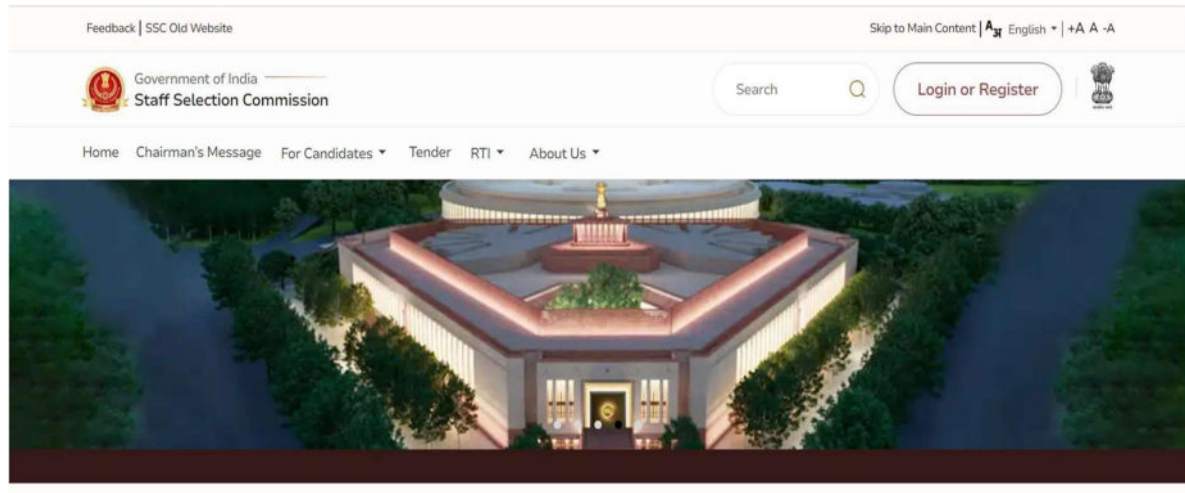 Feedback | SSC Old Website
Skip to Main Content | Aअ English | +A A -A
Government of India
Staff Selection Commission
Search
Login or Register
Home Chairman's Message For Candidates Tender RTI About Us